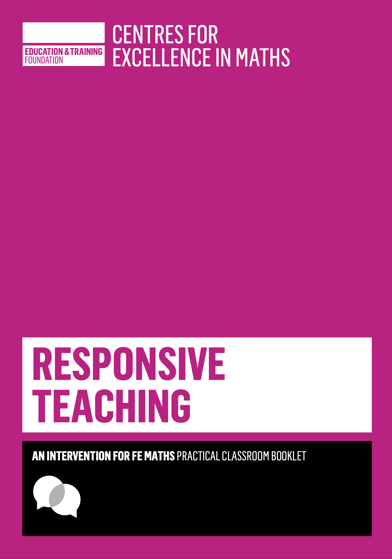 EDUCATION & TRAINING
FOUNDATION
CENTRES FOR
EXCELLENCE IN MATHS
RESPONSIVE
TEACHING
AN INTERVENTION FOR FE MATHS PRACTICAL CLASSROOM BOOKLET